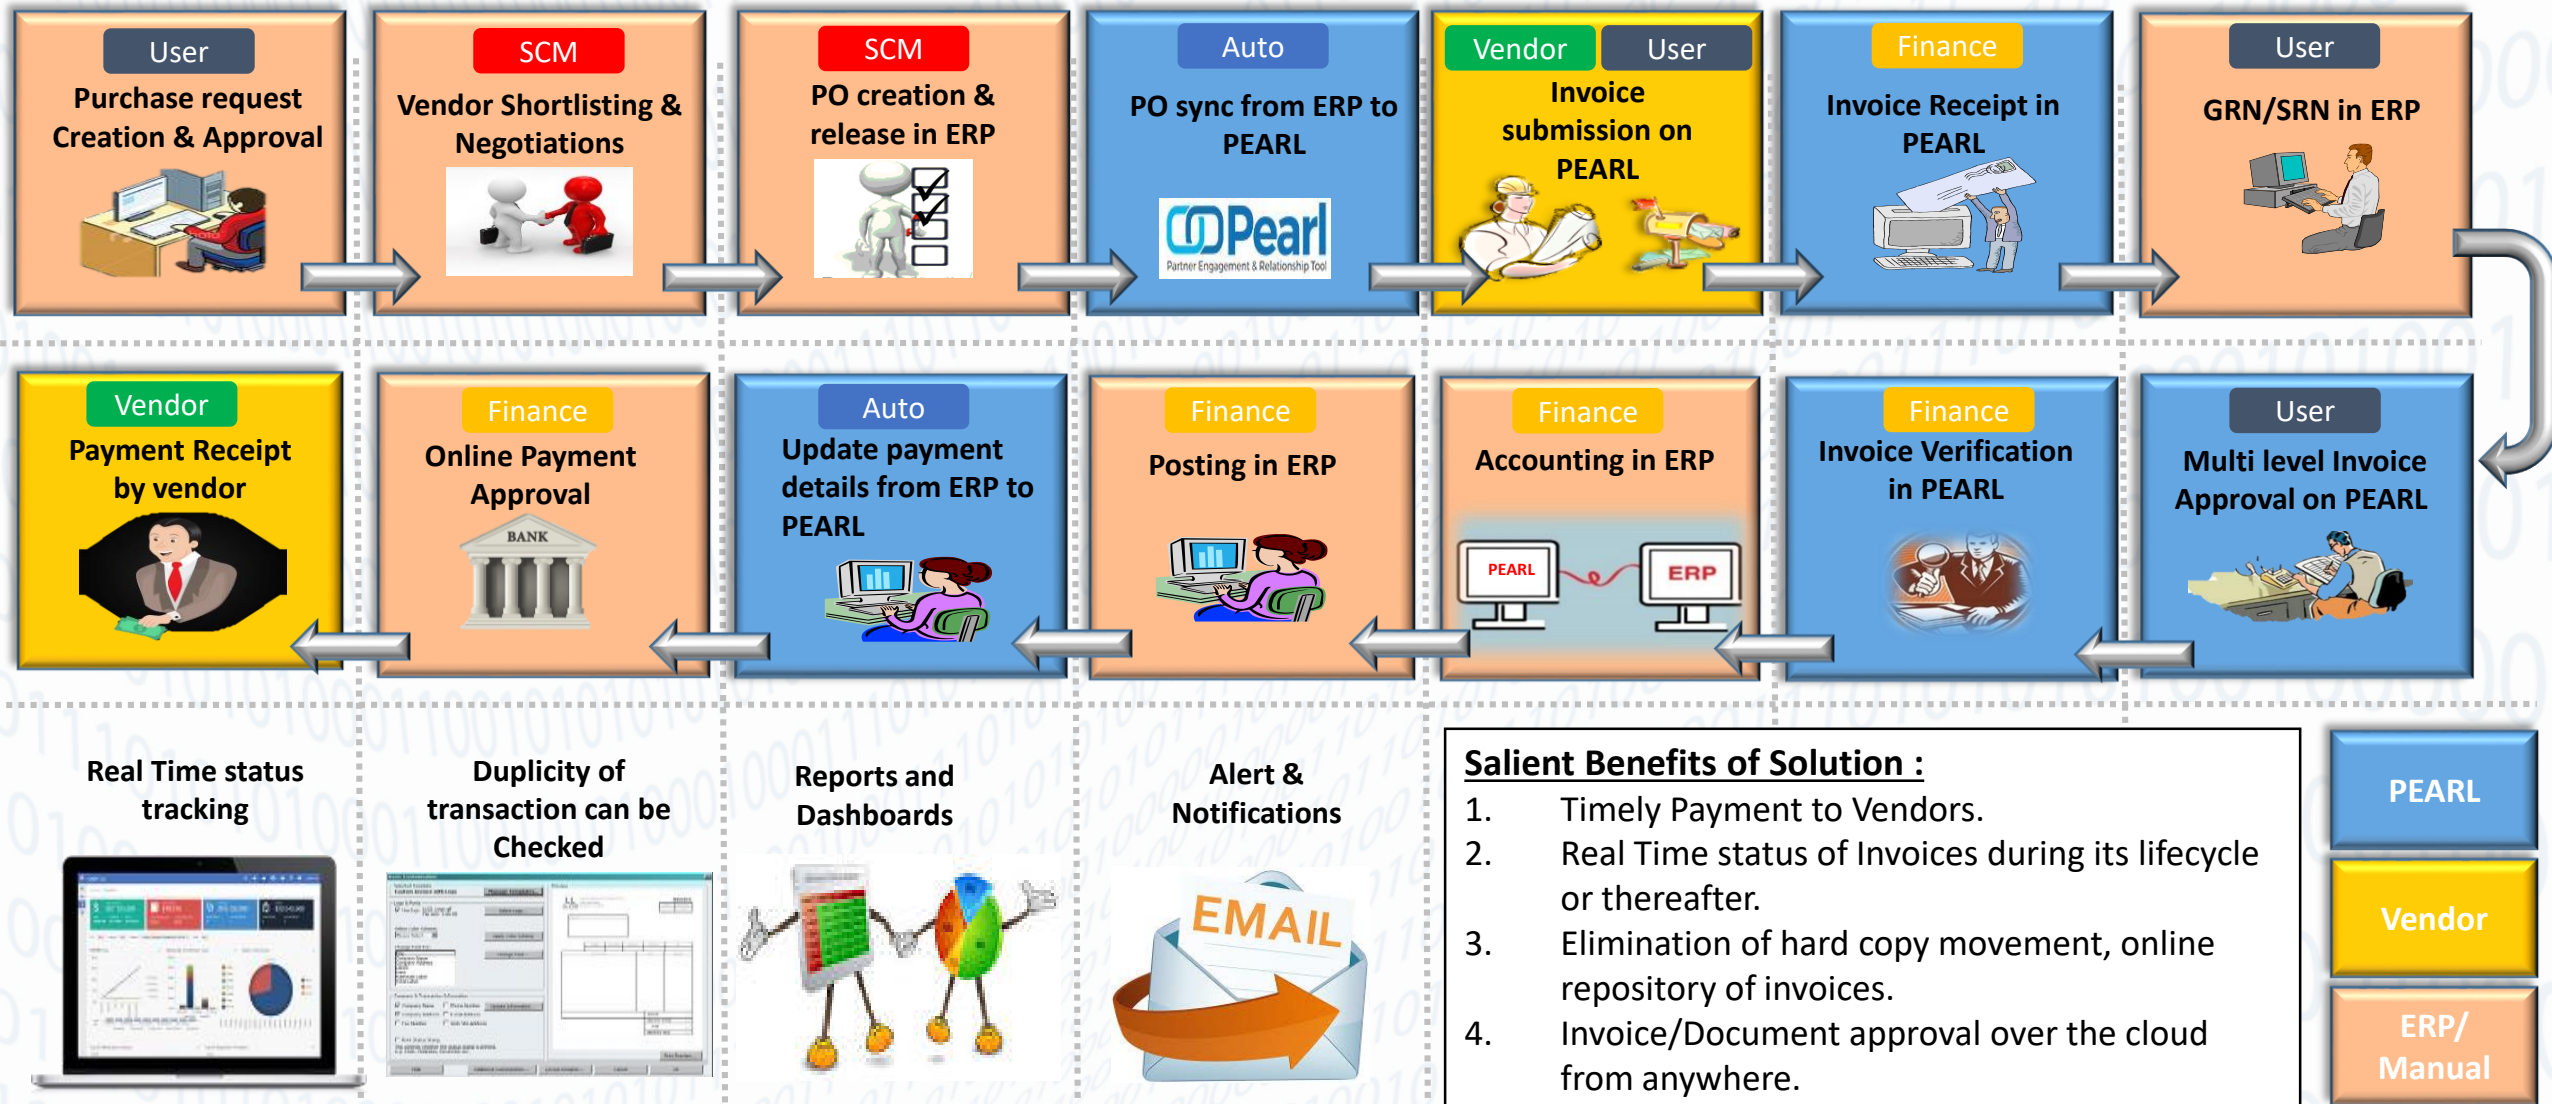 User
Purchase request
Creation & Approval
SCM
Vendor Shortlisting &
Negotiations
SCM
PO creation &
release in ERP
Auto
PO sync from ERP to
PEARL
Pearl
Partner Engagement & Relationship Tool
Vendor
User
Invoice
submission on
PEARL
Finance
Invoice Receipt in
PEARL
User
GRN/SRN in ERP
Vendor
Payment Receipt
by vendor
Finance
Online Payment
Approval
BANK
Auto
Update payment
details from ERP to
PEARL
Finance
Posting in ERP
Finance
Accounting in ERP
PEARL
ERP
Finance
Invoice Verification
in PEARL
User
Multi level Invoice
Approval on PEARL
Real Time status
tracking
Duplicity of
transaction can be
Checked
Reports and
Dashboards
Alert &
Notifications
EMAIL
Salient Benefits of Solution :
1. Timely Payment to Vendors.
2. Real Time status of Invoices during its lifecycle
or thereafter.
3. Elimination of hard copy movement, online
repository of invoices.
4. Invoice/Document approval over the cloud
from anywhere.
PEARL
Vendor
ERP/
Manual